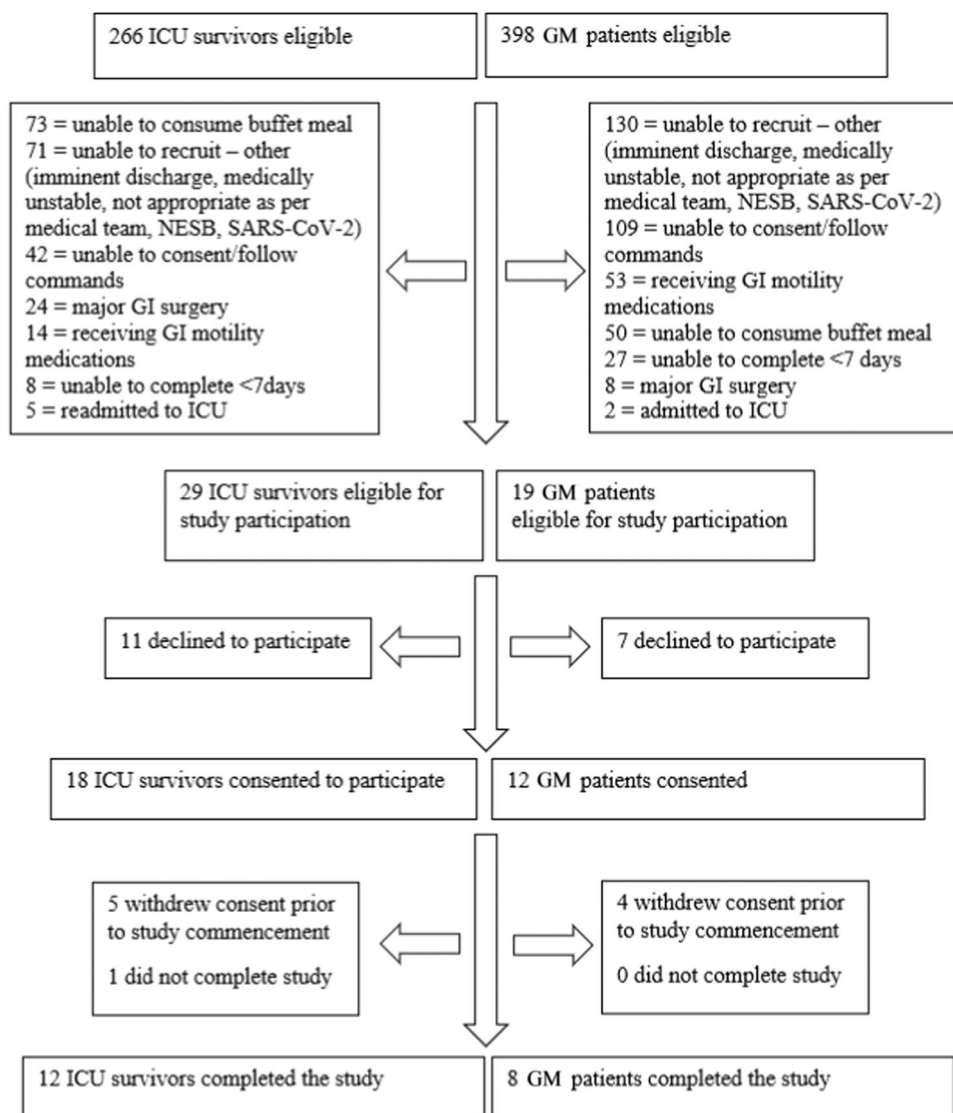 266 ICU survivors eligible
398 GM patients eligible
73 = unable to consume buffet meal
71 = unable to recruit – other
(imminent discharge, medically
unstable, not appropriate as per
medical team, NESB, SARS-CoV-2)
42 = unable to consent/follow
commands
24 = major GI surgery
14 = receiving GI motility
medications
8 = unable to complete <7days
5 = readmitted to ICU
130 = unable to recruit – other
(imminent discharge, medically
unstable, not appropriate as per
medical team, NESB, SARS-CoV-2)
109 = unable to consent/follow
commands
53 = receiving GI motility
medications
50 = unable to consume buffet meal
27 = unable to complete <7 days
8 = major GI surgery
2 = admitted to ICU
29 ICU survivors eligible for
study participation
19 GM patients
eligible for study participation
11 declined to participate
7 declined to participate
18 ICU survivors consented to participate
12 GM patients consented
5 withdrew consent prior
to study commencement
1 did not complete study
4 withdrew consent prior
to study commencement
0 did not complete study
12 ICU survivors completed the study
8 GM patients completed the study